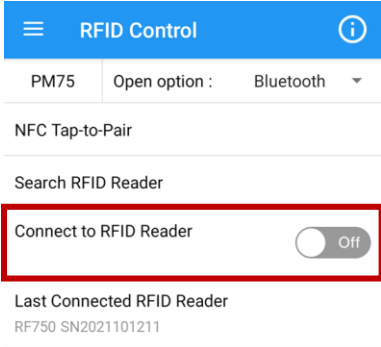 RFID Control
PM75 Open option : Bluetooth
NFC Tap-to-Pair
Search RFID Reader
Connect to RFID Reader Off
Last Connected RFID Reader
RF750 SN2021101211